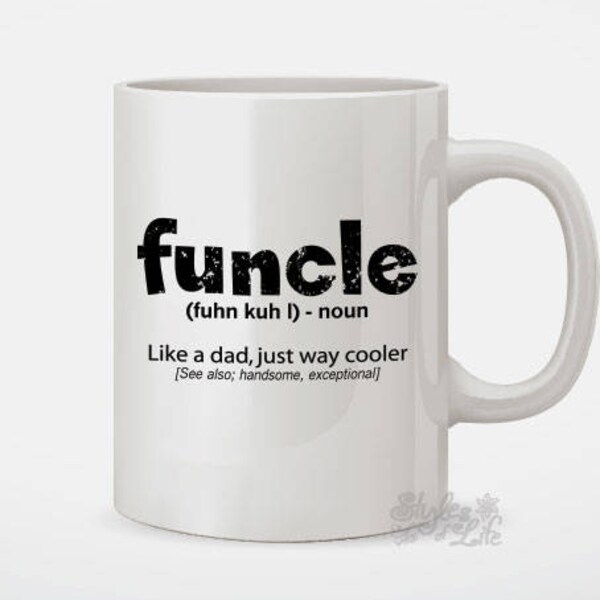 funcle
(fuhn kuh l) - noun
Like a dad, just way cooler
[See also; handsome, exceptional]
Styles
of Life